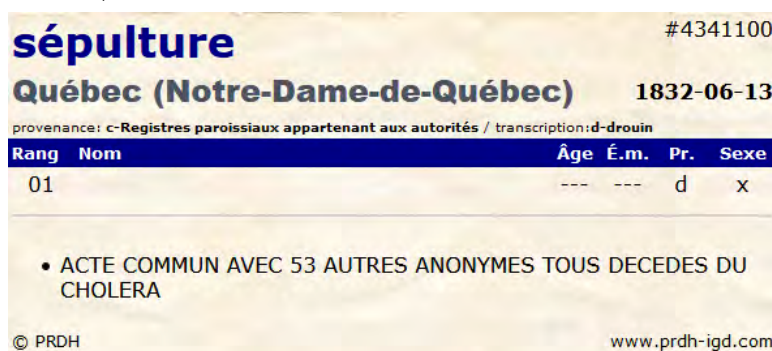 sépulture #4341100
Québec (Notre-Dame-de-Québec) 1832-06-13
provenance: c-Registres paroissiaux appartenant aux autorités / transcription:d-drouin
Rang Nom Âge É.m. Pr. Sexe
01 --- --- d x
• ACTE COMMUN AVEC 53 AUTRES ANONYMES TOUS DECEDES DU
CHOLERA
© PRDH www.prdh-igd.com